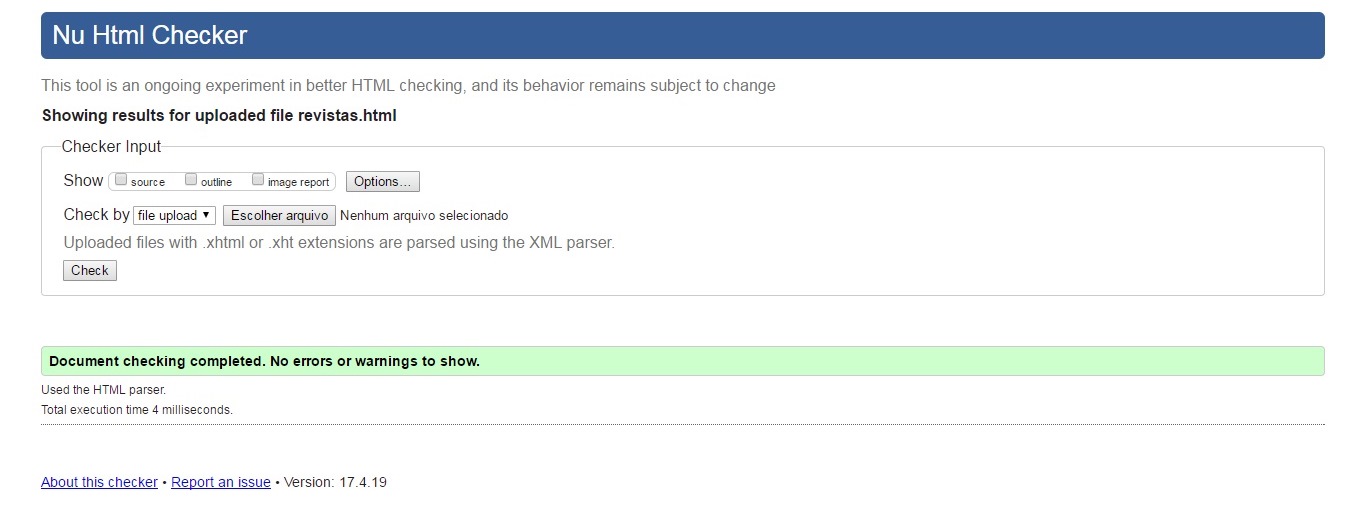 Nu Html Checker
This tool is an ongoing experiment in better HTML checking, and its behavior remains subject to change
Showing results for uploaded file revistas.html
Checker Input
Show source outline image report Options...
Check by file upload Escolher arquivo Nenhum arquivo selecionado
Uploaded files with .xhtml or .xht extensions are parsed using the XML parser.
Check
Document checking completed. No errors or warnings to show.
Used the HTML parser.
Total execution time 4 milliseconds.
About this checker • Report an issue • Version: 17.4.19